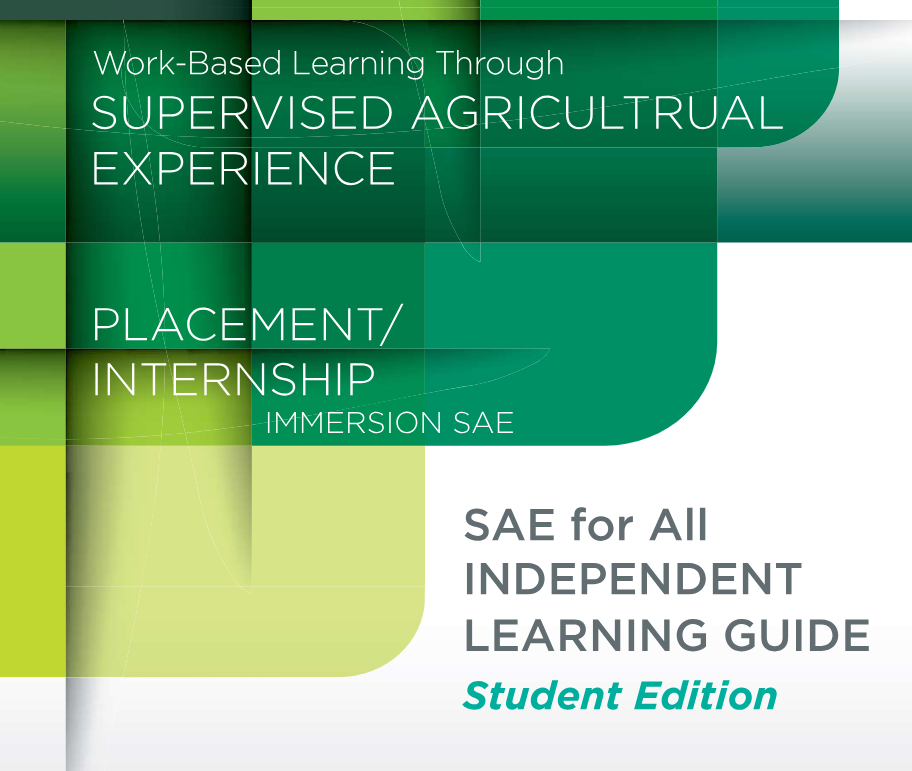 Work-Based Learning Through
SUPERVISED AGRICULTRUAL
EXPERIENCE
PLACEMENT/
INTERNSHIP
IMMERSION SAE
SAE for All
INDEPENDENT
LEARNING GUIDE
Student Edition